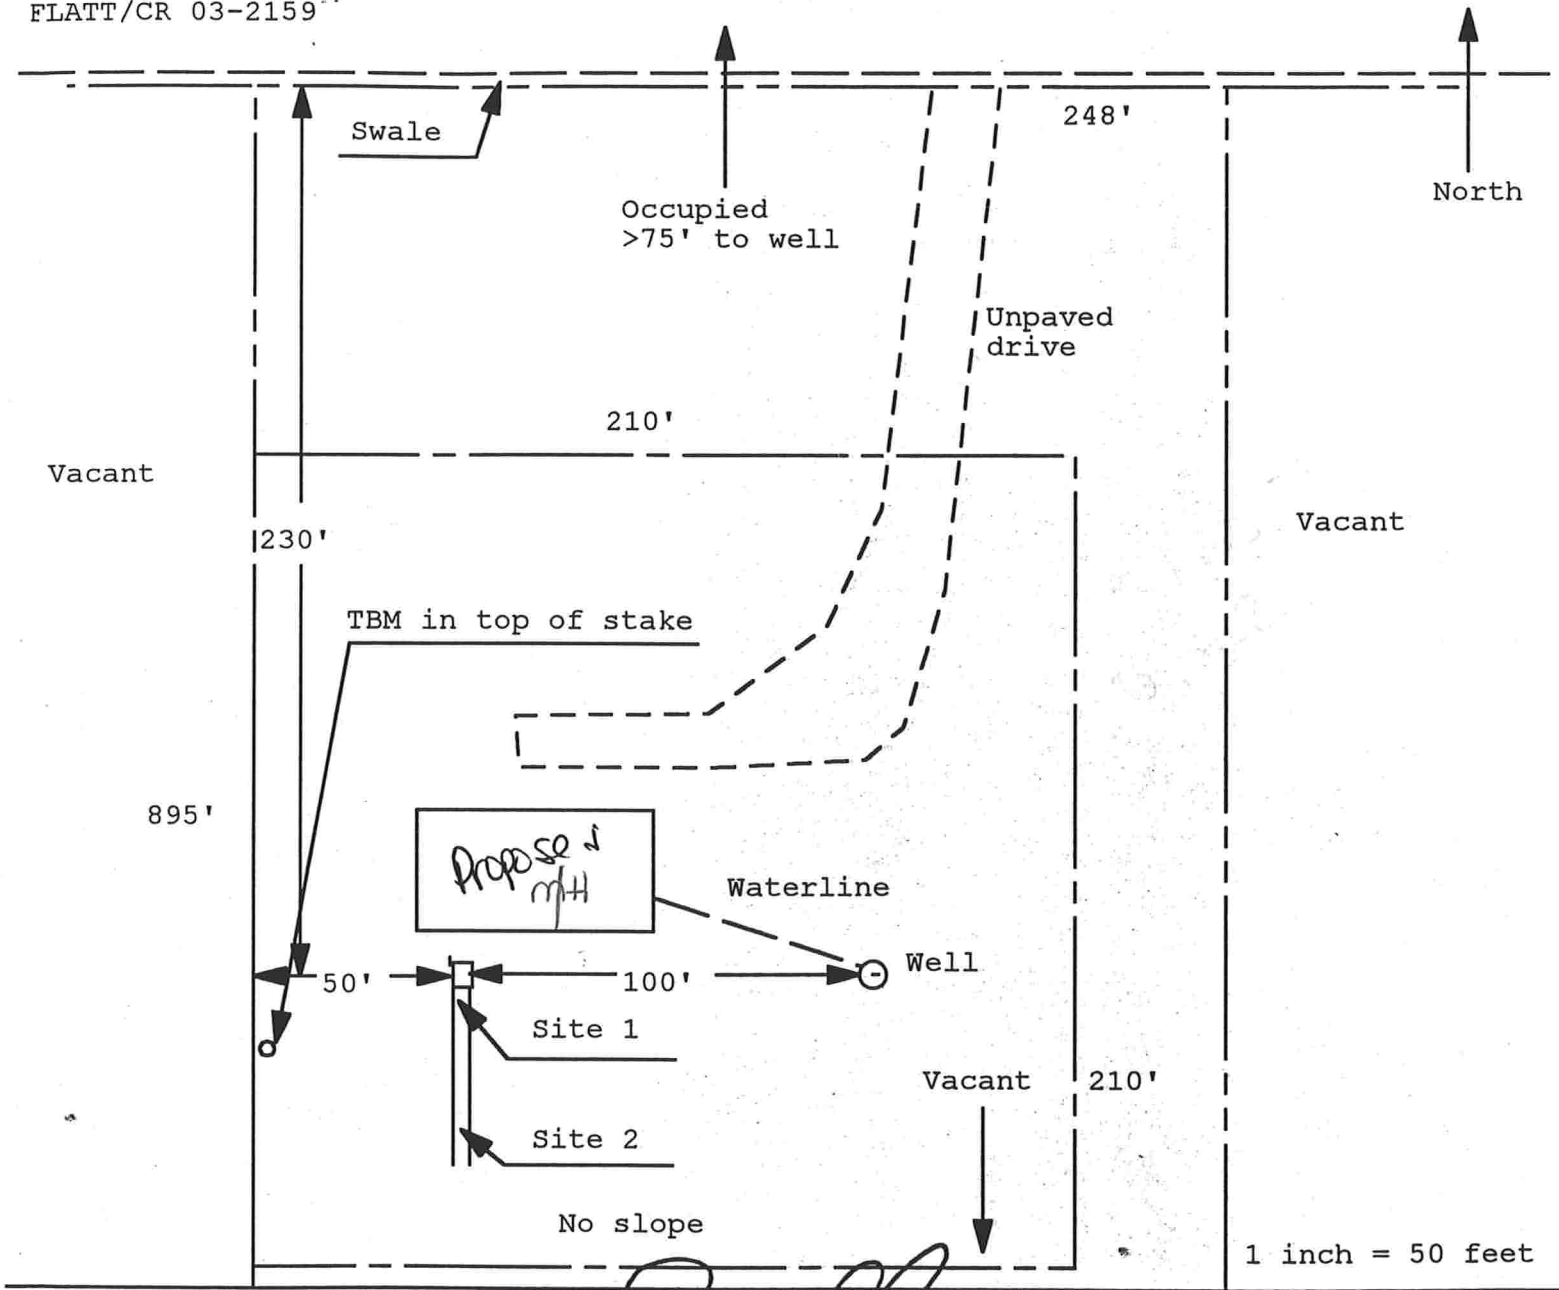 FLATT/CR 03-2159
Swale
248'
North
Occupied
>75' to well
Unpaved
drive
210'
Vacant
Vacant
230'
TBM in top of stake
895'
Proposed
M/H
Waterline
Well
50'
100'
Site 1
Vacant
210'
Site 2
No slope
1 inch = 50 feet